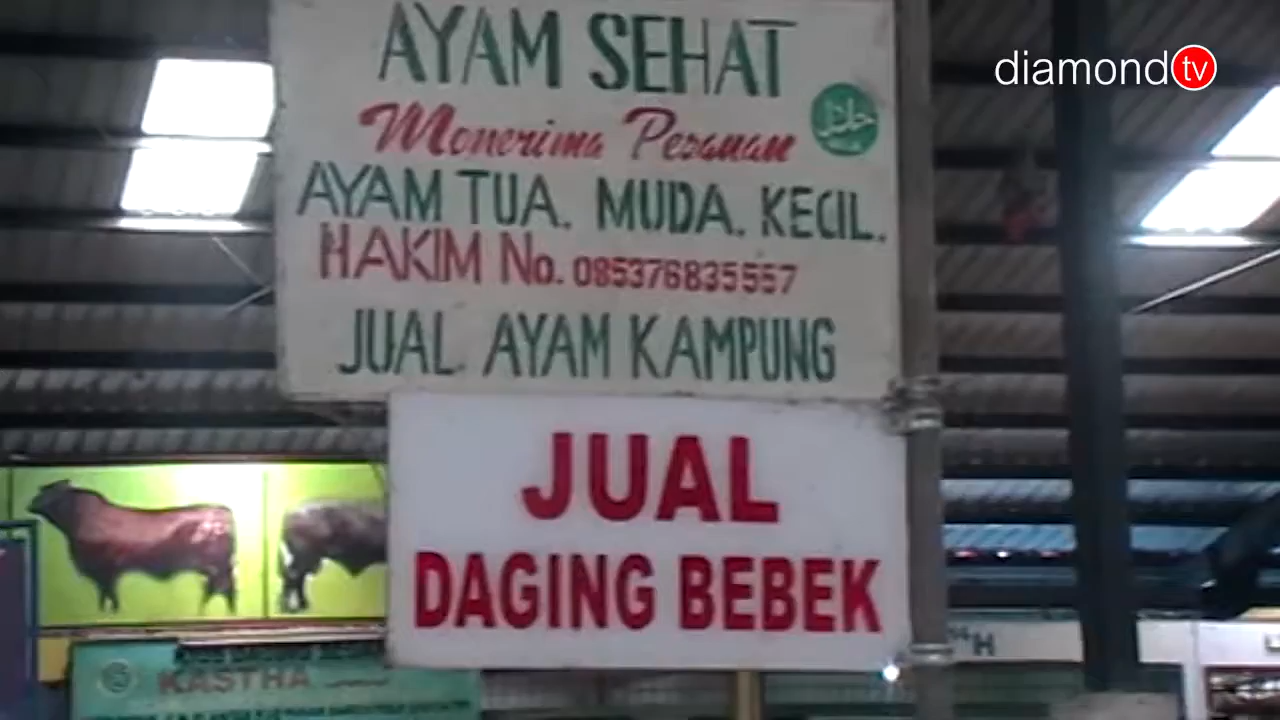 diamond tv
AYAM SEHAT
Menerima Pesanan
حلال
AYAM TUA. MUDA. KECIL.
HAKIM No. 085376835557
JUAL. AYAM KAMPUNG
JUAL
DAGING BEBEK
KASTHA